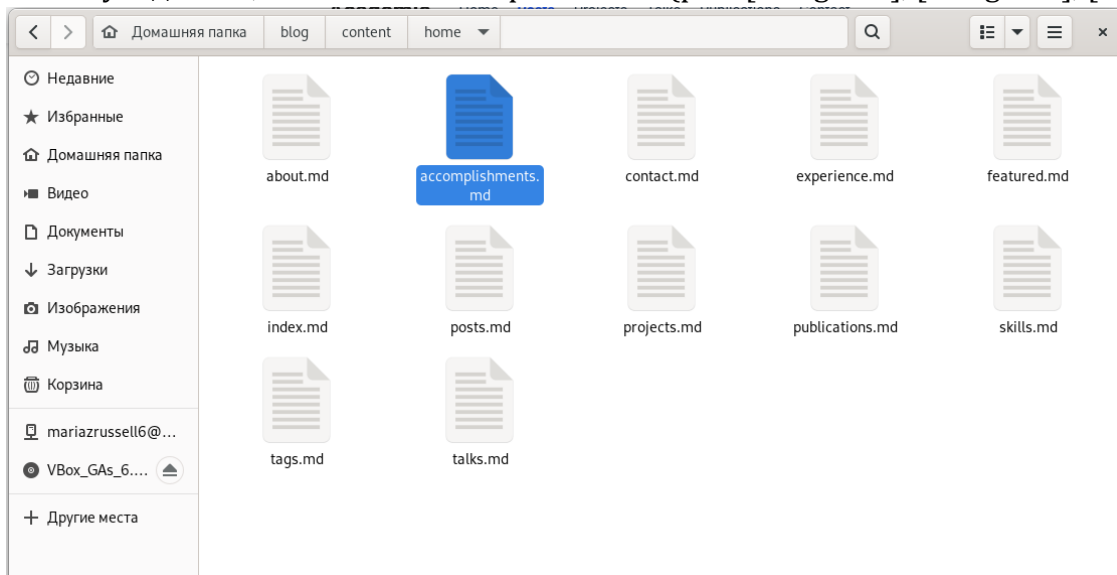 Домашняя папка blog content home
Недавние
Избранные
Домашняя папка
Видео
Документы
Загрузки
Изображения
Музыка
Корзина
mariazrussell6@...
VBox_GAs_6....
Другие места
about.md accomplishments. contact.md experience.md featured.md
md
index.md posts.md projects.md publications.md skills.md
tags.md talks.md